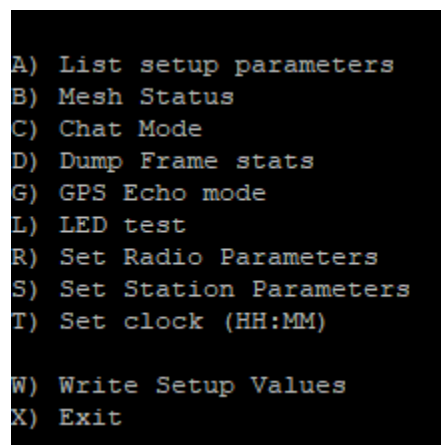 A) List setup parameters
B) Mesh Status
C) Chat Mode
D) Dump Frame stats
G) GPS Echo mode
L) LED test
R) Set Radio Parameters
S) Set Station Parameters
T) Set clock (HH:MM)
W) Write Setup Values
X) Exit